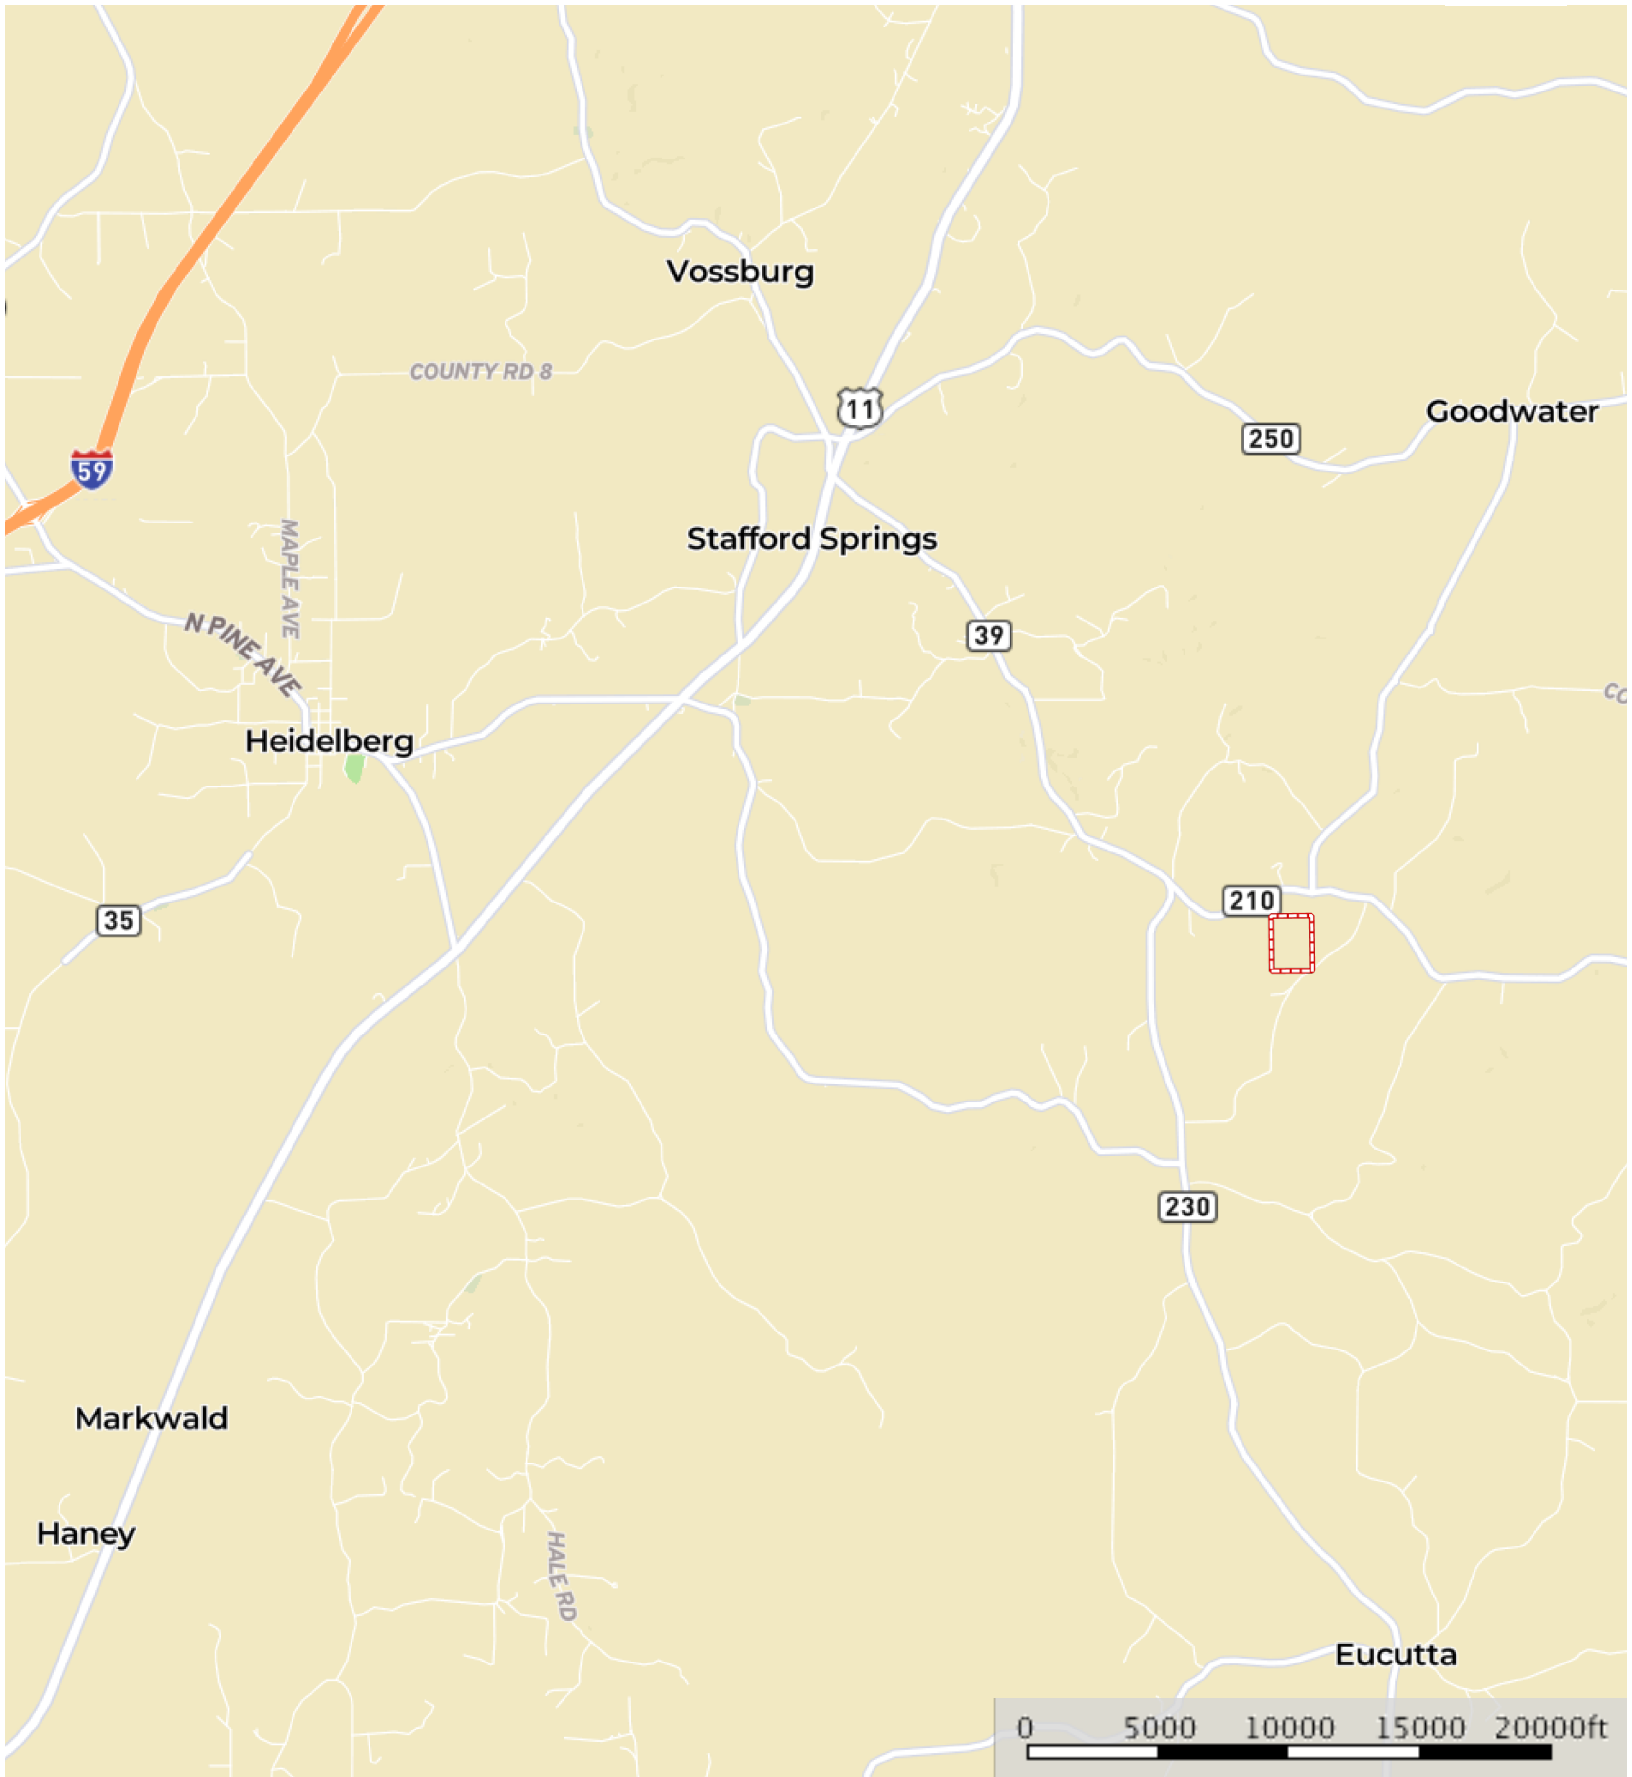 Vossburg
COUNTY RD 8
11
Goodwater
250
59
MAPLE AVE
Stafford Springs
N PINE AVE
39
CO
Heidelberg
210
35
230
Markwald
Haney
HALE RD
Eucutta
0 5000 10000 15000 20000ft